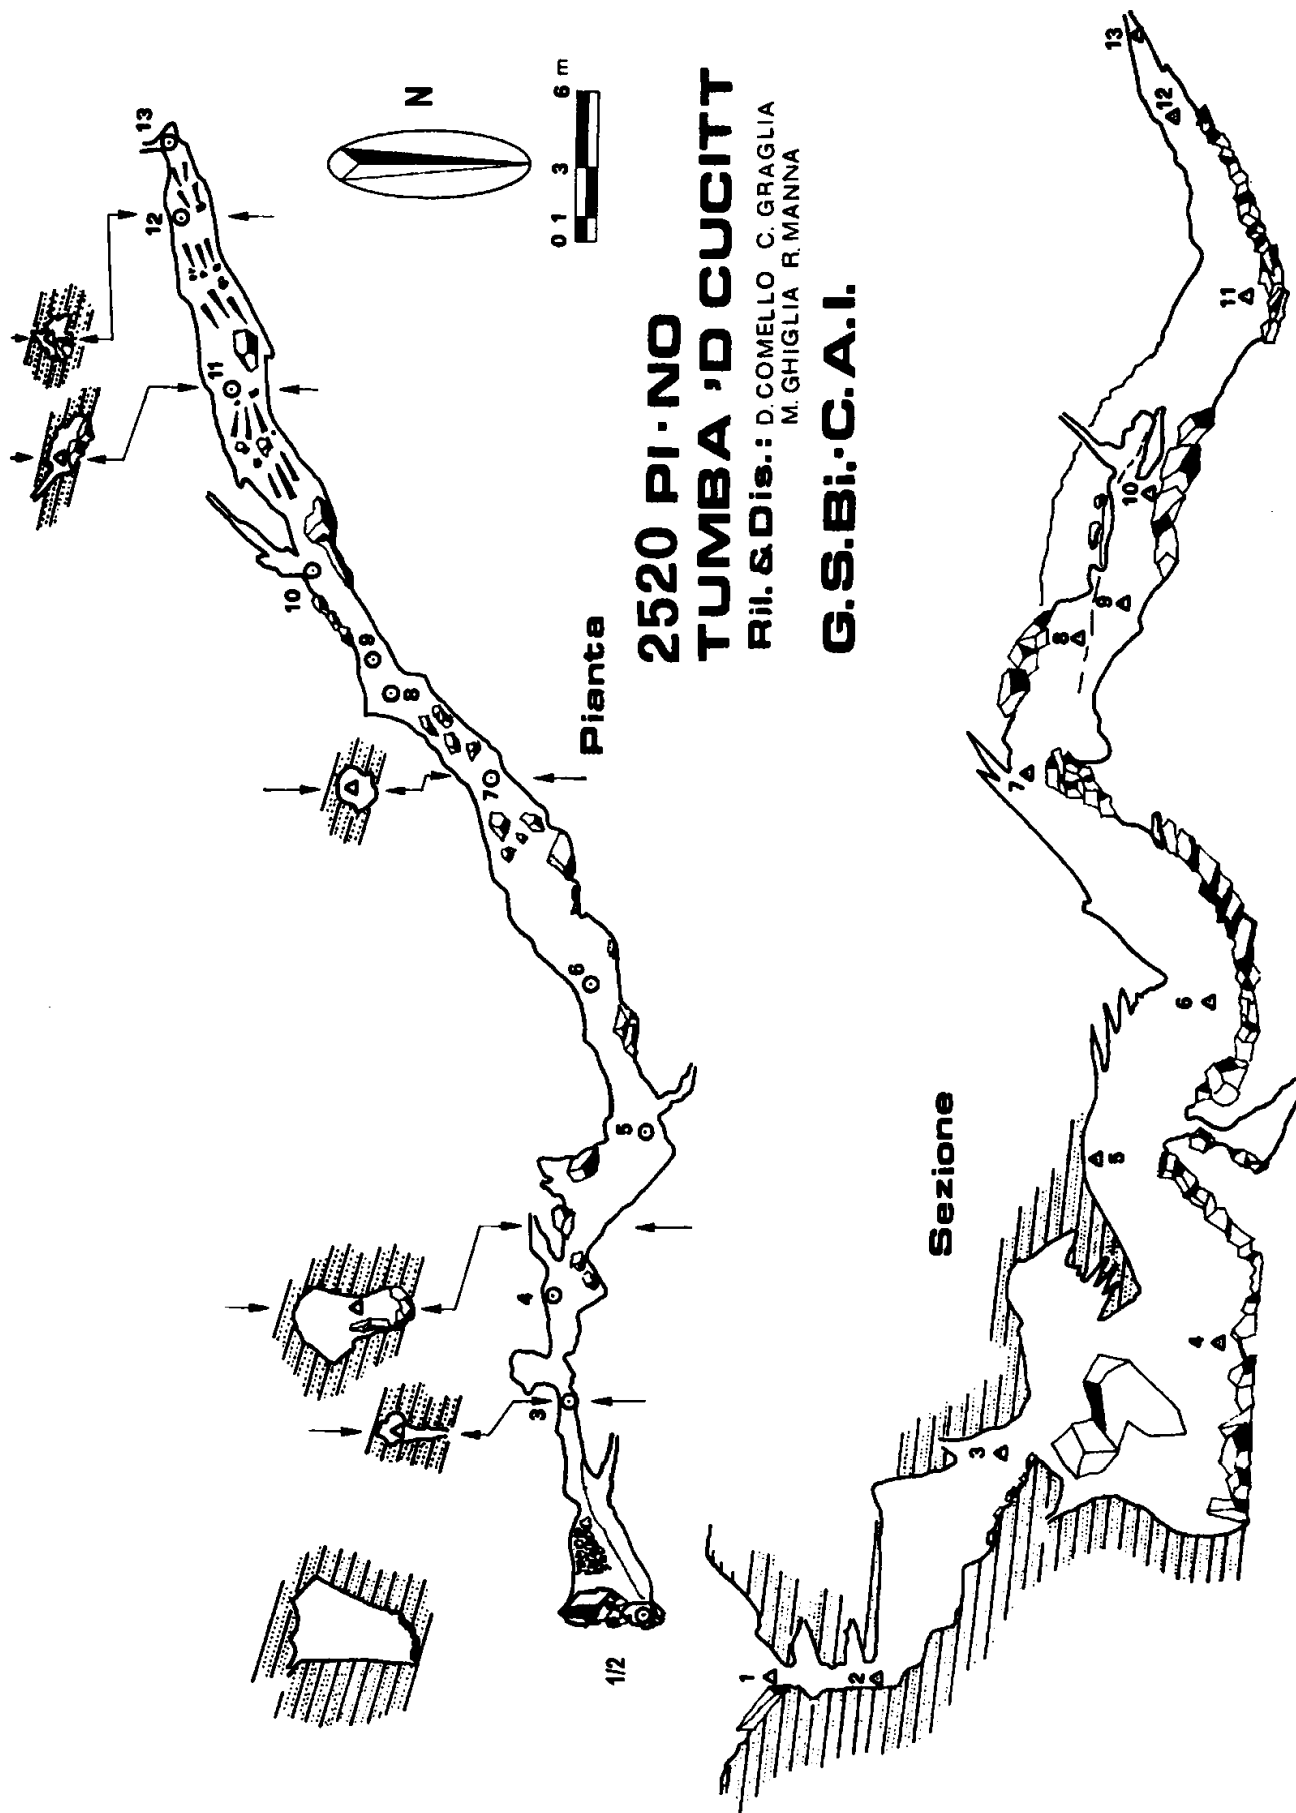 2520 PI·NO
TUMBA 'D CUCITT
Ril. & Dis.: D. COMELLO C. GRAGLIA
M. GHIGLIA R. MANNA
G.S.Bi.·C.A.I.
N
0 1 3 6 m
Pianta
1/2
3
4
5
6
7
8
9
10
11
12
13
Sezione
1
2
3
4
5
6
7
8
9
10
11
12
13